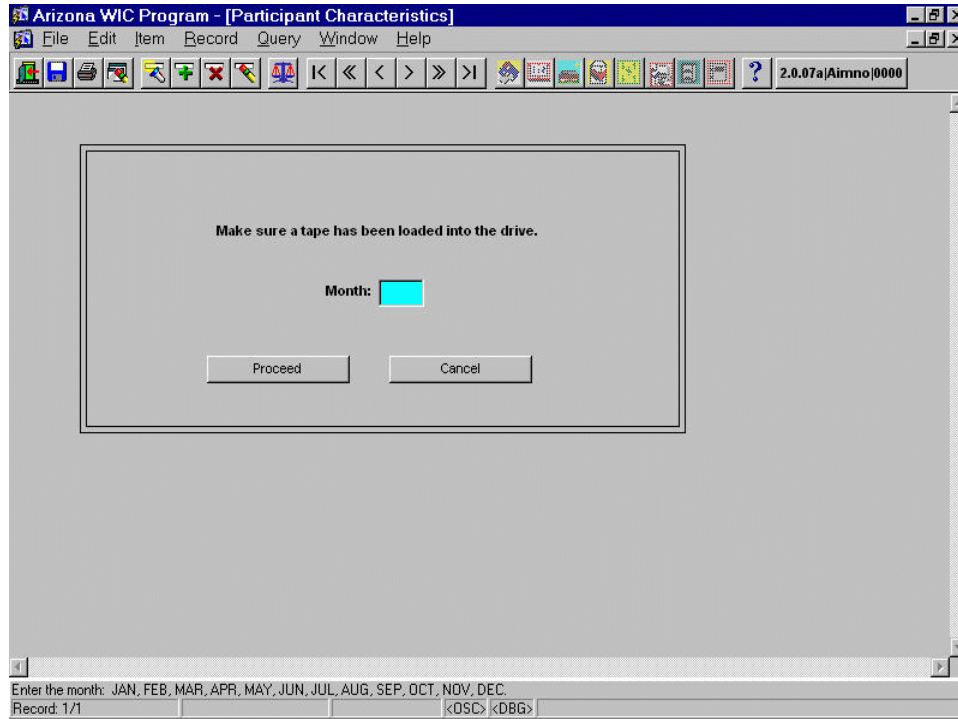 Arizona WIC Program - [Participant Characteristics]
File Edit Item Record Query Window Help
2.0.07a|Aimno|0000
Make sure a tape has been loaded into the drive.
Month:
Proceed Cancel
Enter the month: JAN, FEB, MAR, APR, MAY, JUN, JUL, AUG, SEP, OCT, NOV, DEC.
Record: 1/1 <OSC> <DBG>